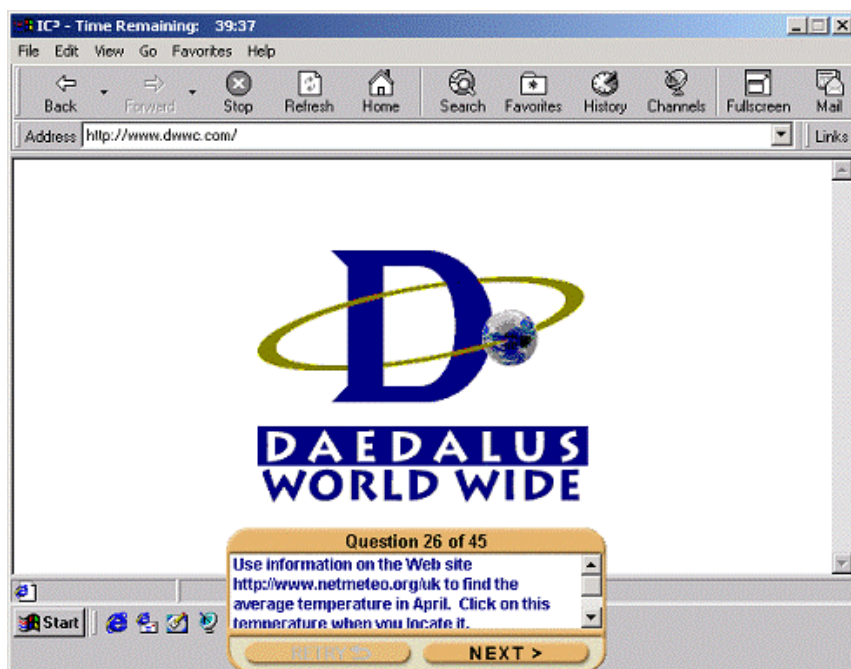 IC³ - Time Remaining: 39:37
File Edit View Go Favorites Help
Back Forward Stop Refresh Home Search Favorites History Channels Fullscreen Mail
Address http://www.dwwc.com/ Links
D
DAEDALUS
WORLD WIDE
Question 26 of 45
Use information on the Web site
http://www.netmeteo.org/uk to find the
average temperature in April. Click on this
temperature when you locate it.
RETRY NEXT >
Start